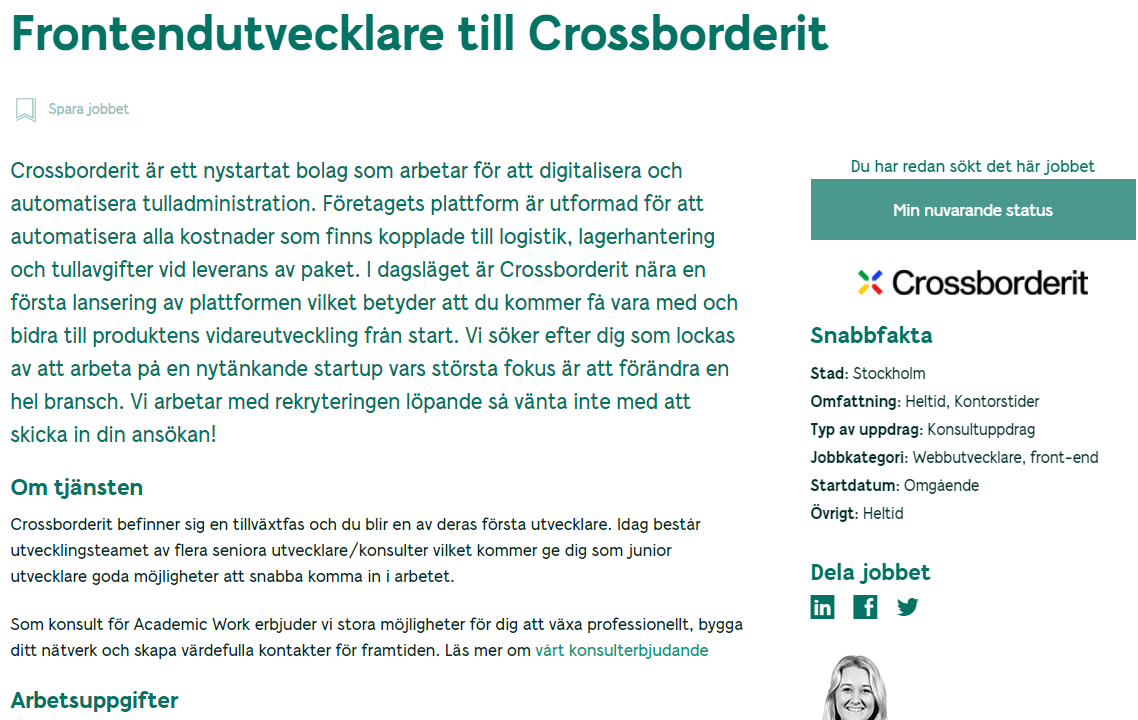 Frontendutvecklare till Crossborderit
Spara jobbet
Crossborderit är ett nystartat bolag som arbetar för att digitalisera och
automatisera tulladministration. Företagets plattform är utformad för att
automatisera alla kostnader som finns kopplade till logistik, lagerhantering
och tullavgifter vid leverans av paket. I dagsläget är Crossborderit nära en
första lansering av plattformen vilket betyder att du kommer få vara med och
bidra till produktens vidareutveckling från start. Vi söker efter dig som lockas
av att arbeta på en nytänkande startup vars största fokus är att förändra en
hel bransch. Vi arbetar med rekryteringen löpande så vänta inte med att
skicka in din ansökan!
Om tjänsten
Crossborderit befinner sig en tillväxtfas och du blir en av deras första utvecklare. Idag består
utvecklingsteamet av flera seniora utvecklare/konsulter vilket kommer ge dig som junior
utvecklare goda möjligheter att snabba komma in i arbetet.
Som konsult för Academic Work erbjuder vi stora möjligheter för dig att växa professionellt, bygga
ditt nätverk och skapa värdefulla kontakter för framtiden. Läs mer om vårt konsulterbjudande
Arbetsuppgifter
Du har redan sökt det här jobbet
Min nuvarande status
Crossborderit
Snabbfakta
Stad: Stockholm
Omfattning: Heltid, Kontorstider
Typ av uppdrag: Konsultuppdrag
Jobbkategori: Webbutvecklare, front-end
Startdatum: Omgående
Övrigt: Heltid
Dela jobbet